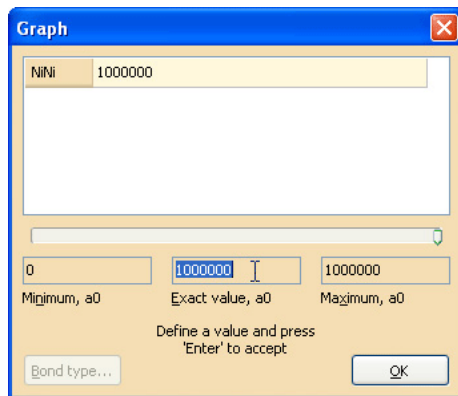 Graph
NiNi 1000000
0 1000000 1000000
Minimum, a0 Exact value, a0 Maximum, a0
Define a value and press
'Enter' to accept
Bond type... OK